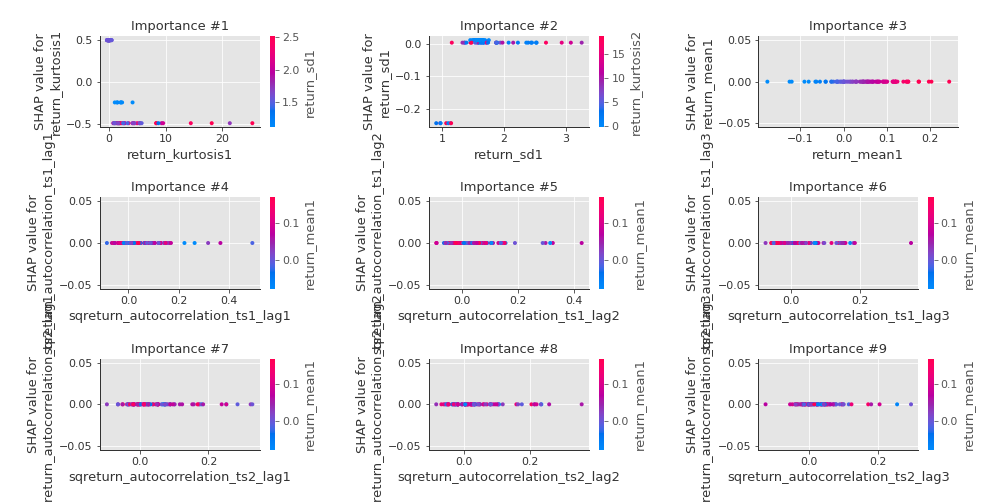 Importance #1
SHAP value for
return_kurtosis1
0.5
0.0
−0.5
0
10
20
return_kurtosis1
2.5
2.0
1.5
return_sd1
Importance #2
SHAP value for
return_sd1
0.0
−0.1
−0.2
1
2
3
return_sd1
15
10
5
0
return_kurtosis2
Importance #3
SHAP value for
return_mean1
0.05
0.00
−0.05
−0.1
0.0
0.1
0.2
return_mean1
Importance #4
SHAP value for
sqreturn_autocorrelation_ts1_lag1
0.05
0.00
−0.05
0.0
0.2
0.4
sqreturn_autocorrelation_ts1_lag1
0.1
0.0
return_mean1
Importance #5
SHAP value for
sqreturn_autocorrelation_ts1_lag2
0.05
0.00
−0.05
0.0
0.2
0.4
sqreturn_autocorrelation_ts1_lag2
0.1
0.0
return_mean1
Importance #6
SHAP value for
sqreturn_autocorrelation_ts1_lag3
0.05
0.00
−0.05
0.0
0.2
sqreturn_autocorrelation_ts1_lag3
0.1
0.0
return_mean1
Importance #7
SHAP value for
sqreturn_autocorrelation_ts2_lag1
0.05
0.00
−0.05
0.0
0.2
sqreturn_autocorrelation_ts2_lag1
0.1
0.0
return_mean1
Importance #8
SHAP value for
sqreturn_autocorrelation_ts2_lag2
0.05
0.00
−0.05
0.0
0.2
sqreturn_autocorrelation_ts2_lag2
0.1
0.0
return_mean1
Importance #9
SHAP value for
sqreturn_autocorrelation_ts2_lag3
0.05
0.00
−0.05
0.0
0.2
sqreturn_autocorrelation_ts2_lag3
0.1
0.0
return_mean1